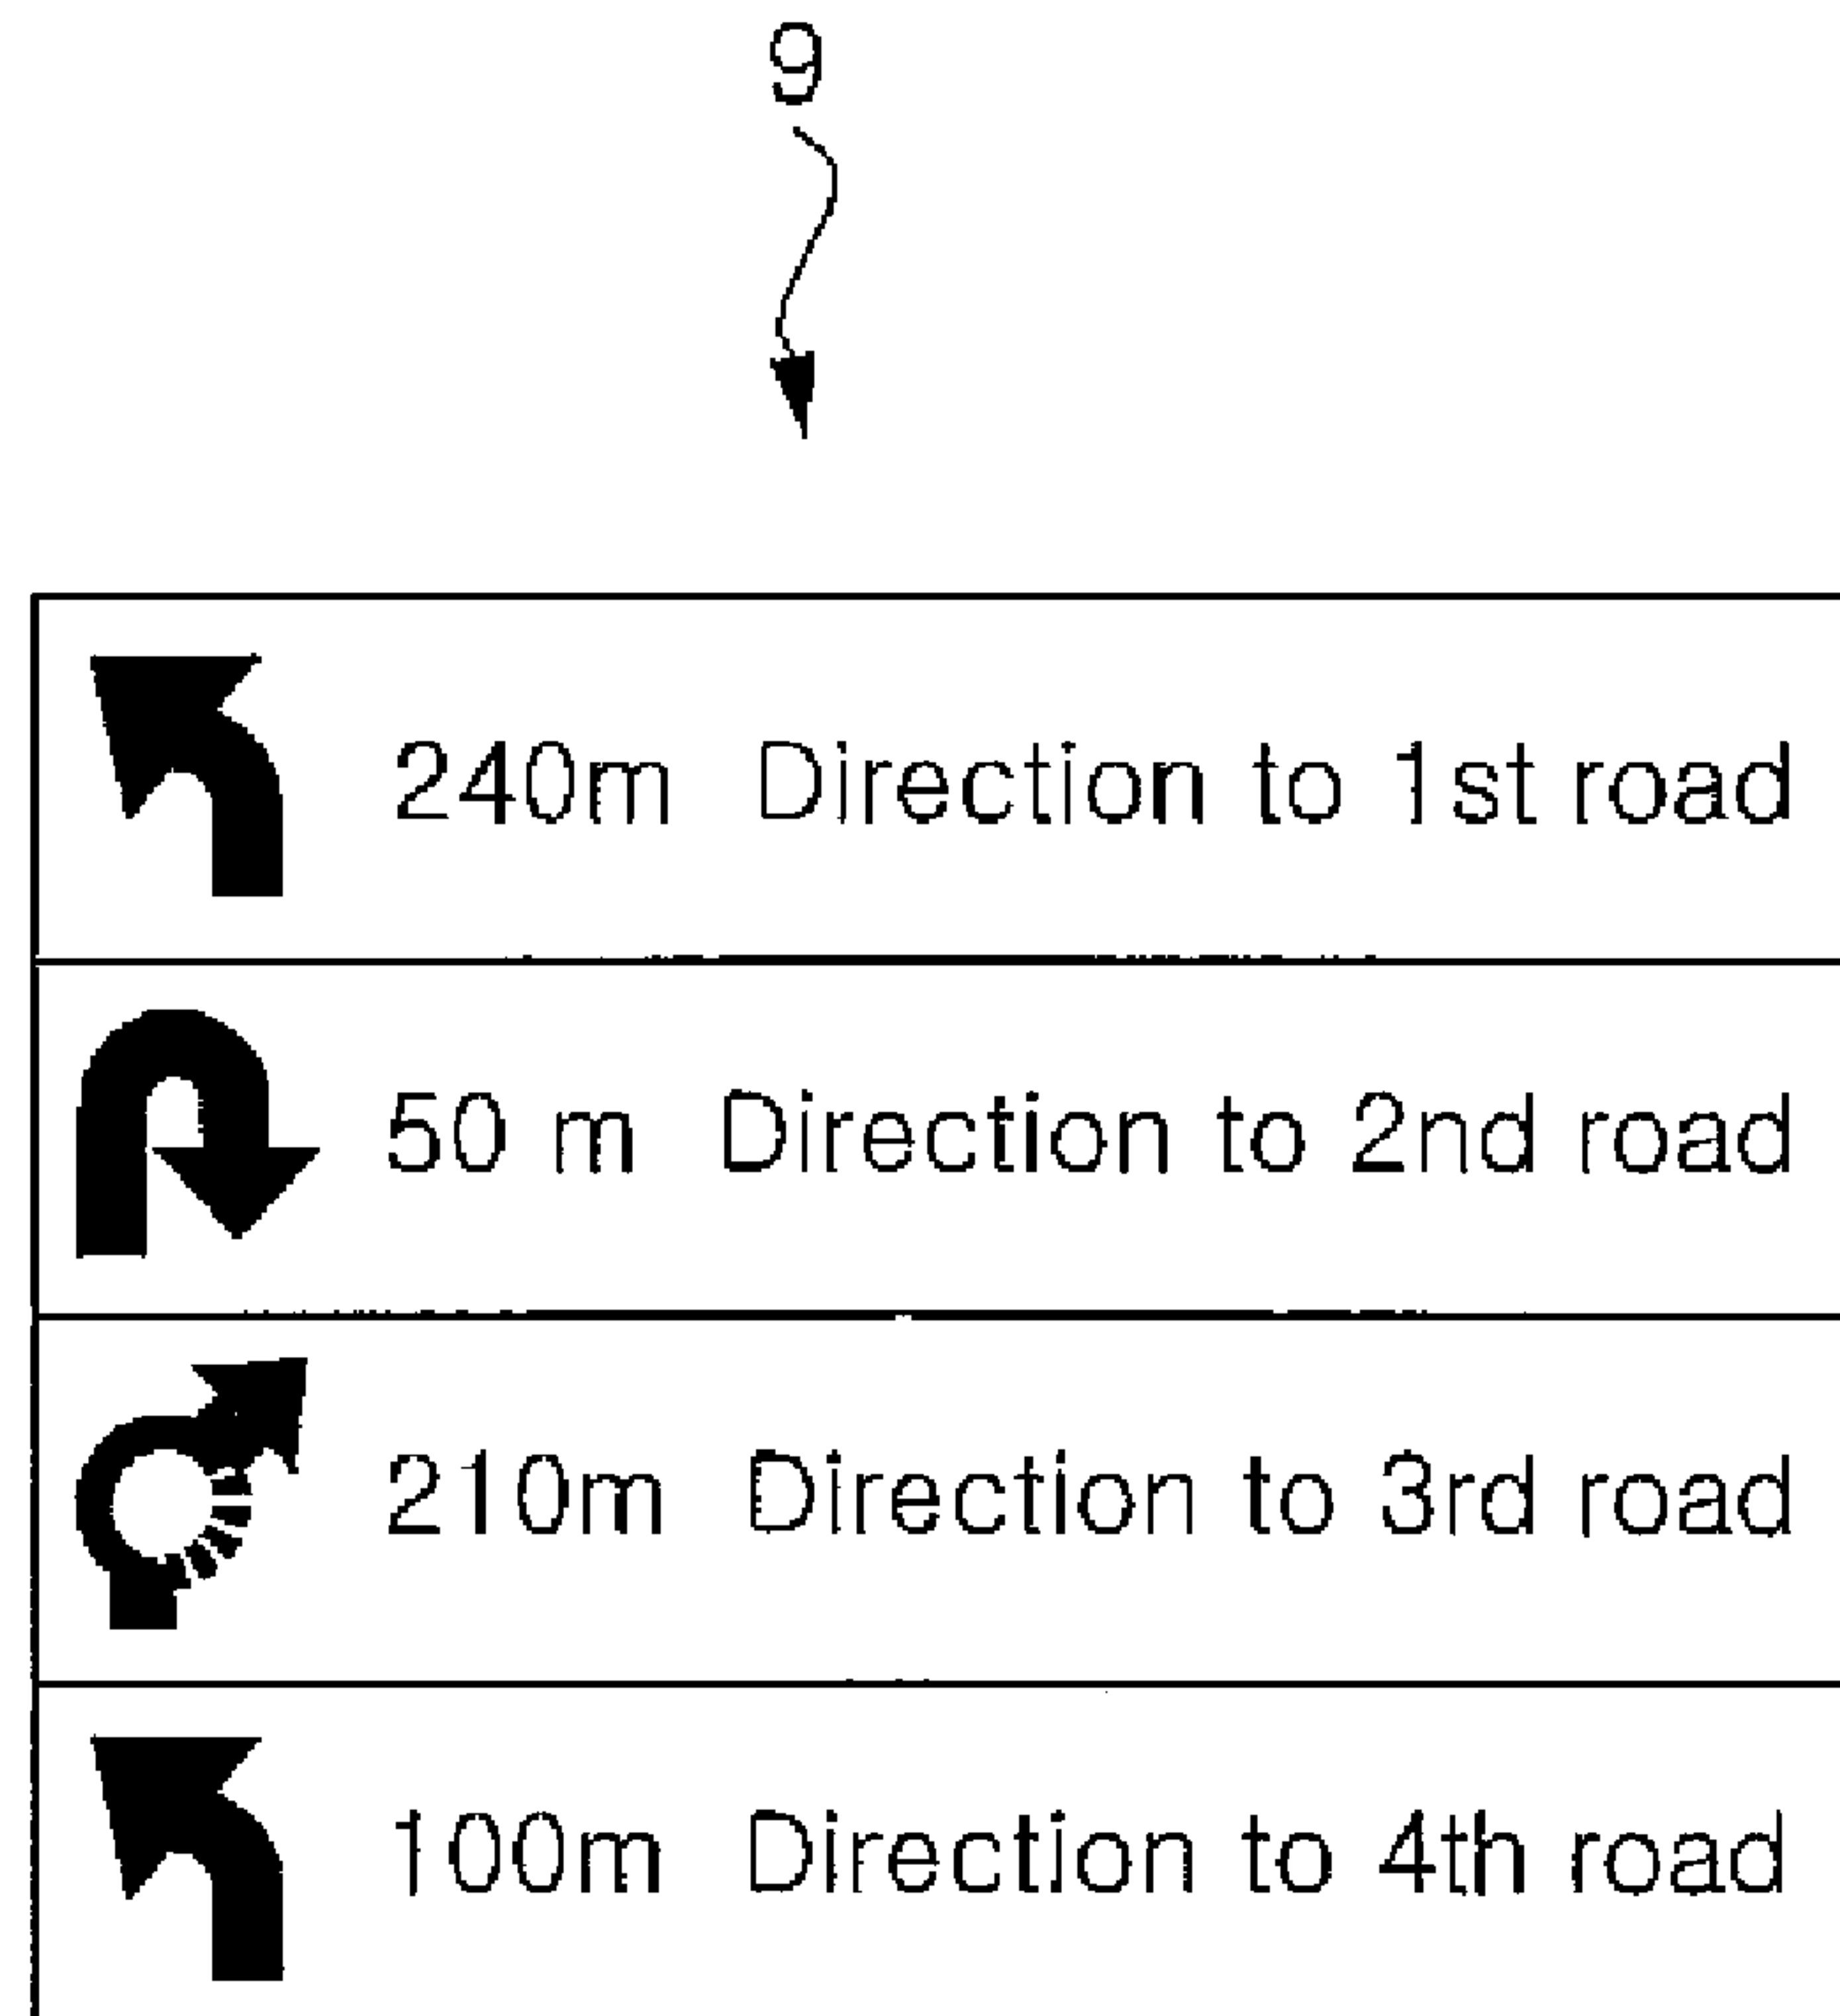 9
240m Direction to 1st road
50 m Direction to 2nd road
210m Direction to 3rd road
100m Direction to 4th road